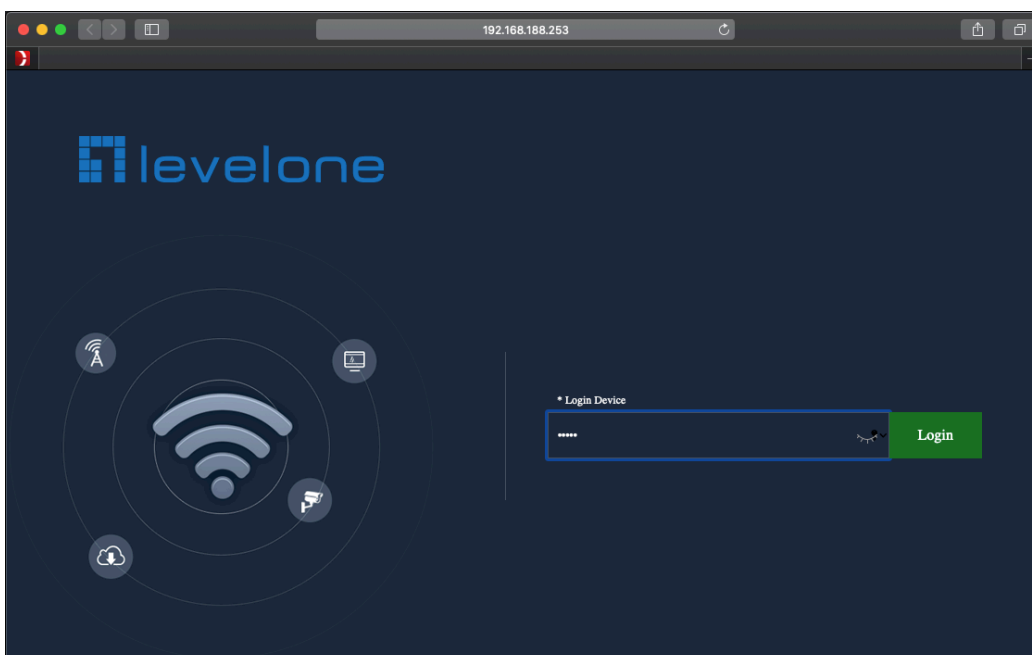 192.168.188.253
levelone
* Login Device
•••••
Login